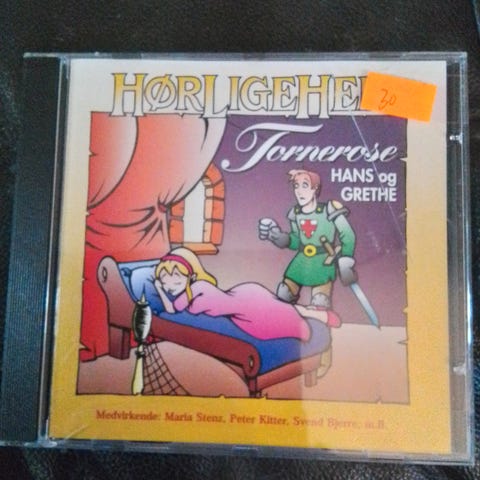 HØRLIGEHE
30
Tornerose
HANS og
GRETHE
Medvirkende: Maria Stenz, Peter Kitter, Svend Bjerre, m.fl.